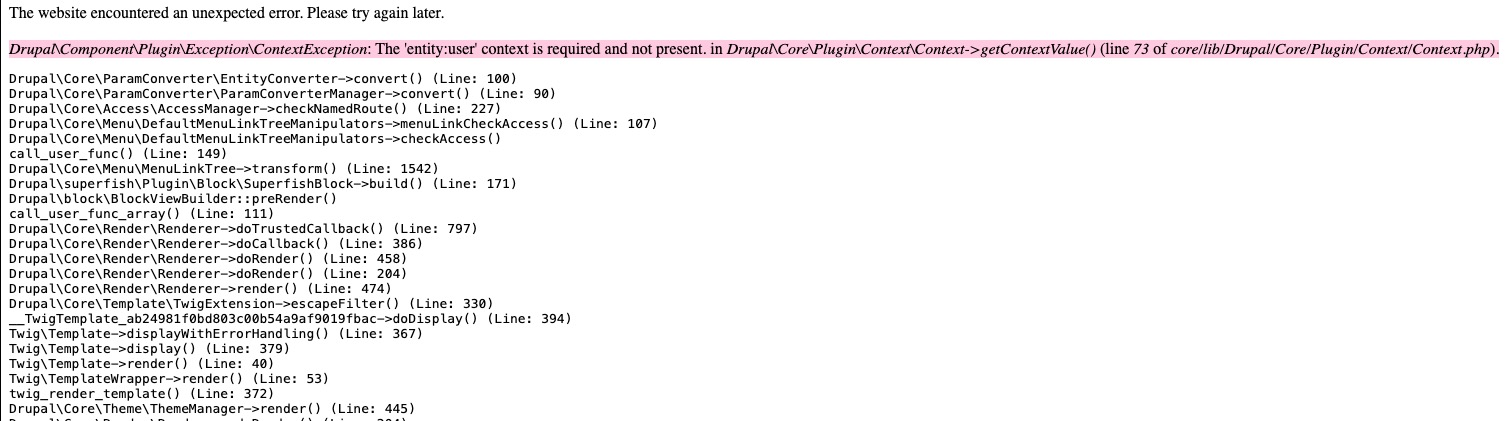 The website encountered an unexpected error. Please try again later.
Drupal\Component\Plugin\Exception\ContextException: The 'entity:user' context is required and not present. in Drupal\Core\Plugin\Context\Context->getContextValue() (line 73 of core/lib/Drupal/Core/Plugin/Context/Context.php).
Drupal\Core\ParamConverter\EntityConverter->convert() (Line: 100)
Drupal\Core\ParamConverter\ParamConverterManager->convert() (Line: 90)
Drupal\Core\Access\AccessManager->checkNamedRoute() (Line: 227)
Drupal\Core\Menu\DefaultMenuLinkTreeManipulators->menuLinkCheckAccess() (Line: 107)
Drupal\Core\Menu\DefaultMenuLinkTreeManipulators->checkAccess()
call_user_func() (Line: 149)
Drupal\Core\Menu\MenuLinkTree->transform() (Line: 1542)
Drupal\superfish\Plugin\Block\SuperfishBlock->build() (Line: 171)
Drupal\block\BlockViewBuilder::preRender()
call_user_func_array() (Line: 111)
Drupal\Core\Render\Renderer->doTrustedCallback() (Line: 797)
Drupal\Core\Render\Renderer->doCallback() (Line: 386)
Drupal\Core\Render\Renderer->doRender() (Line: 458)
Drupal\Core\Render\Renderer->doRender() (Line: 204)
Drupal\Core\Render\Renderer->render() (Line: 474)
Drupal\Core\Template\TwigExtension->escapeFilter() (Line: 330)
__TwigTemplate_ab24981f0bd803c00b54a9af9019fbac->doDisplay() (Line: 394)
Twig\Template->displayWithErrorHandling() (Line: 367)
Twig\Template->display() (Line: 379)
Twig\Template->render() (Line: 40)
Twig\TemplateWrapper->render() (Line: 53)
twig_render_template() (Line: 372)
Drupal\Core\Theme\ThemeManager->render() (Line: 445)